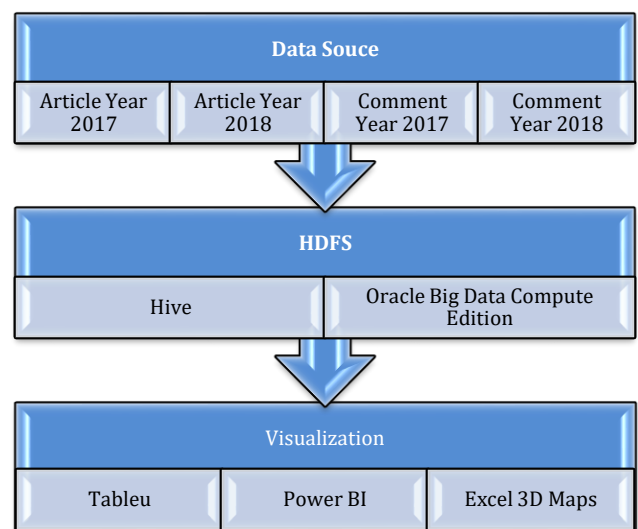 Data Souce
Article Year
2017
Article Year
2018
Comment
Year 2017
Comment
Year 2018
HDFS
Hive
Oracle Big Data Compute
Edition
Visualization
Tableu
Power BI
Excel 3D Maps